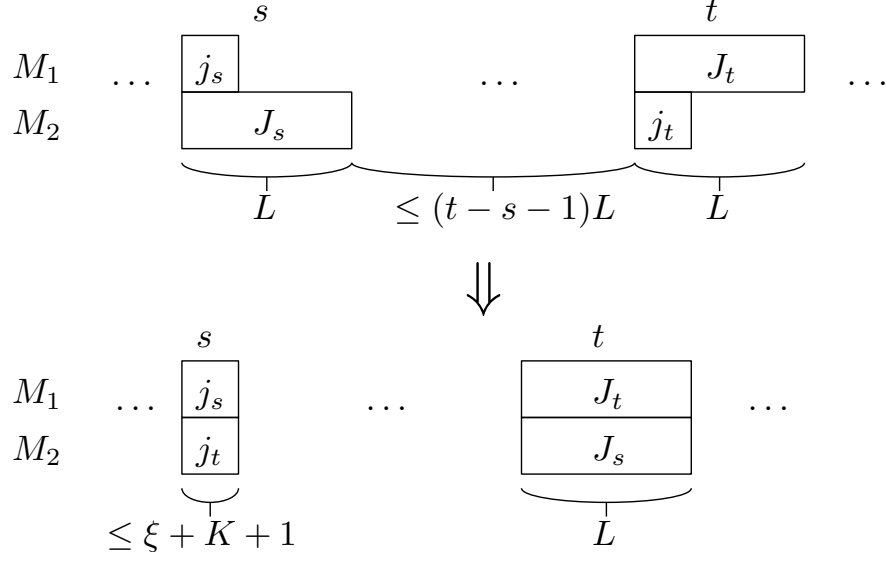 s t
M₁ … jₛ … Jₜ …
M₂ Jₛ jₜ
L ≤ (t − s − 1)L L
⇓
s t
M₁ … jₛ … Jₜ …
M₂ jₜ Jₛ
≤ ξ + K + 1 L